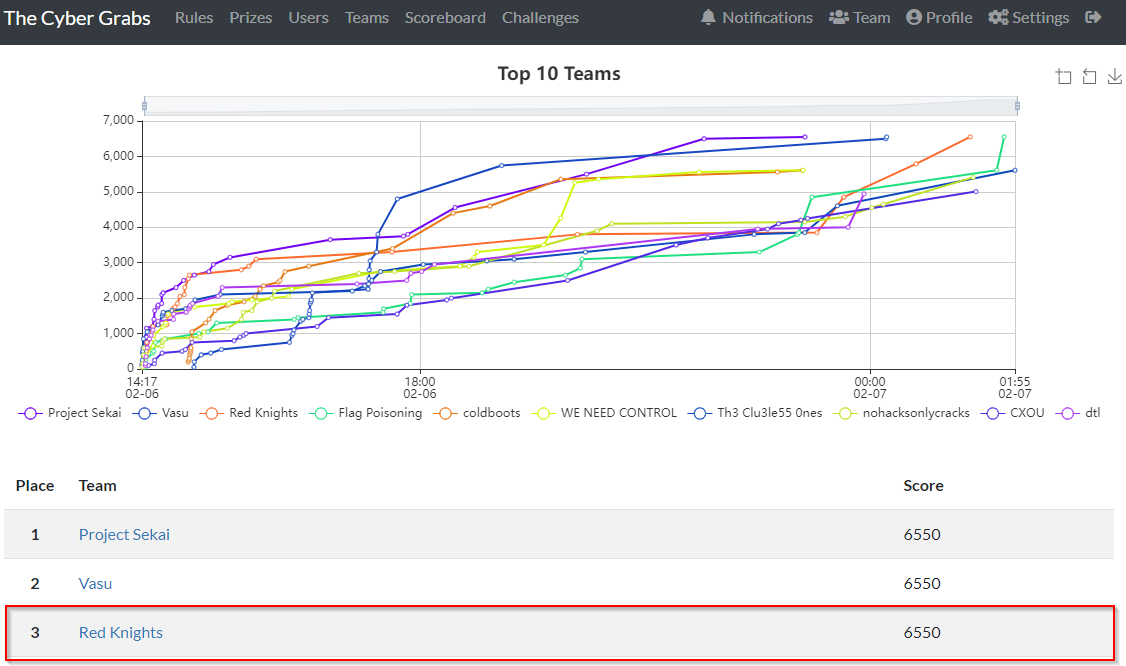 The Cyber Grabs Rules Prizes Users Teams Scoreboard Challenges Notifications Team Profile Settings
Top 10 Teams
7,000
6,000
5,000
4,000
3,000
2,000
1,000
0
14:17 18:00 00:00 01:55
02-06 02-06 02-07 02-07
Project Sekai Vasu Red Knights Flag Poisoning coldboots WE NEED CONTROL Th3 Clu3le55 0nes nohacksonlycracks CXOU dtl
Place Team Score
1 Project Sekai 6550
2 Vasu 6550
3 Red Knights 6550